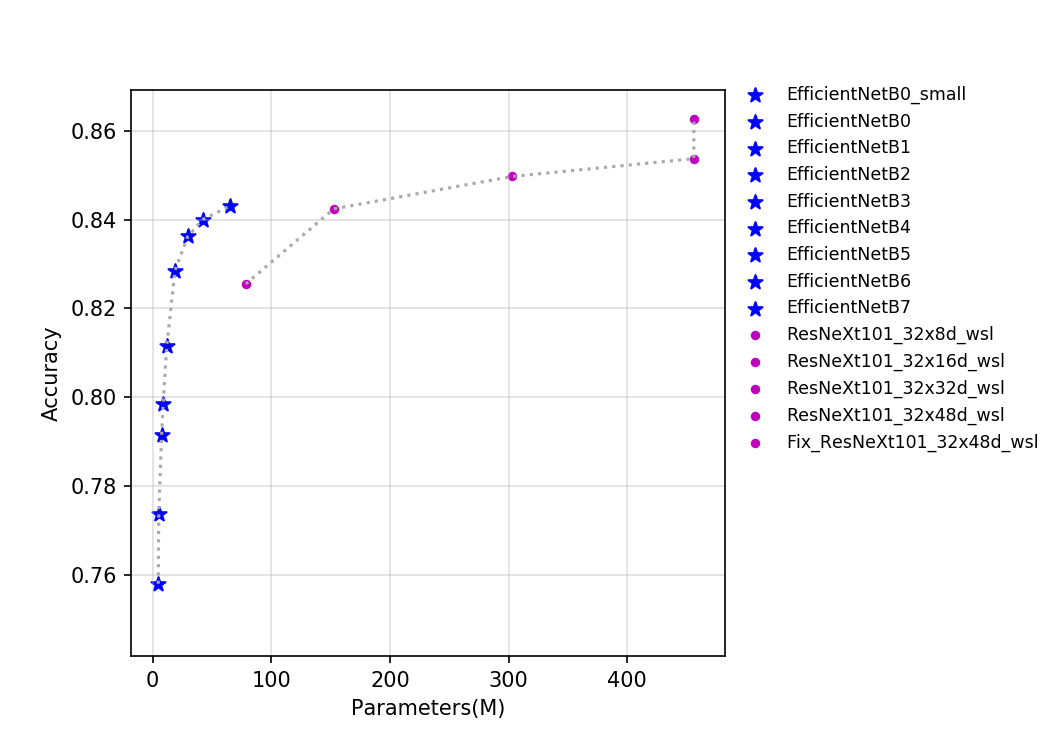 0.86
0.84
0.82
0.80
0.78
0.76
Accuracy
0 100 200 300 400
Parameters(M)
EfficientNetB0_small
EfficientNetB0
EfficientNetB1
EfficientNetB2
EfficientNetB3
EfficientNetB4
EfficientNetB5
EfficientNetB6
EfficientNetB7
ResNeXt101_32x8d_wsl
ResNeXt101_32x16d_wsl
ResNeXt101_32x32d_wsl
ResNeXt101_32x48d_wsl
Fix_ResNeXt101_32x48d_wsl